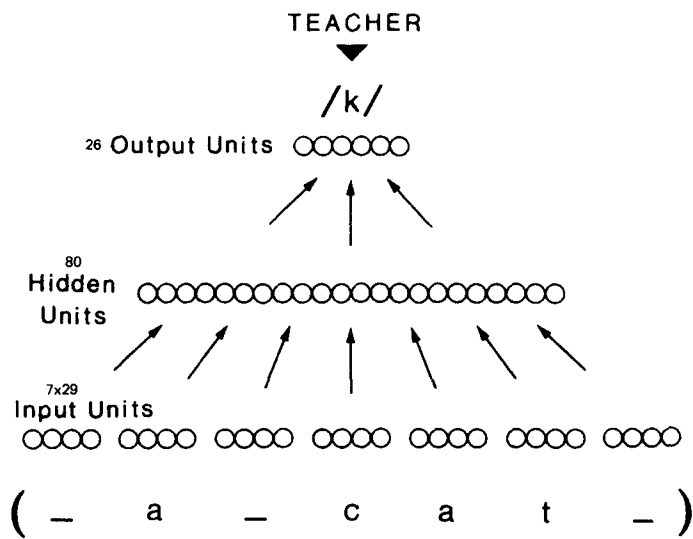 TEACHER
/k/
26 Output Units
80
Hidden
Units
7x29
Input Units
( _ a _ c a t _ )